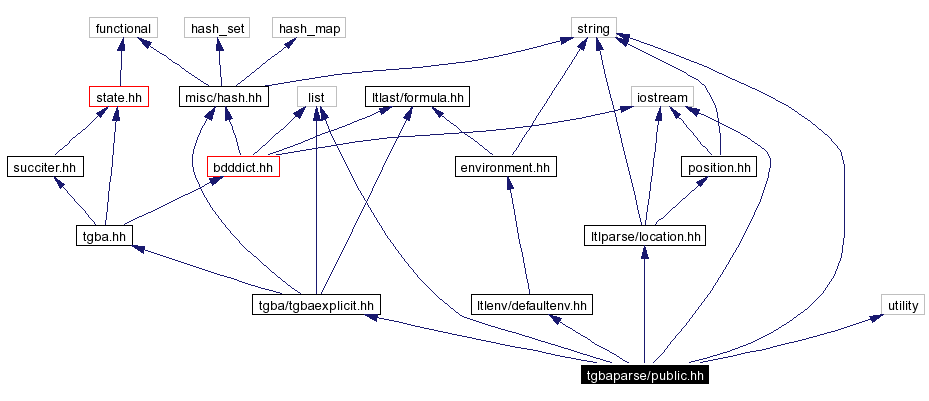 functional
hash_set
hash_map
string
state.hh
misc/hash.hh
list
ltlast/formula.hh
iostream
succiter.hh
bdddict.hh
environment.hh
position.hh
tgba.hh
ltlparse/location.hh
tgba/tgbaexplicit.hh
ltlenv/defaultenv.hh
utility
tgbaparse/public.hh